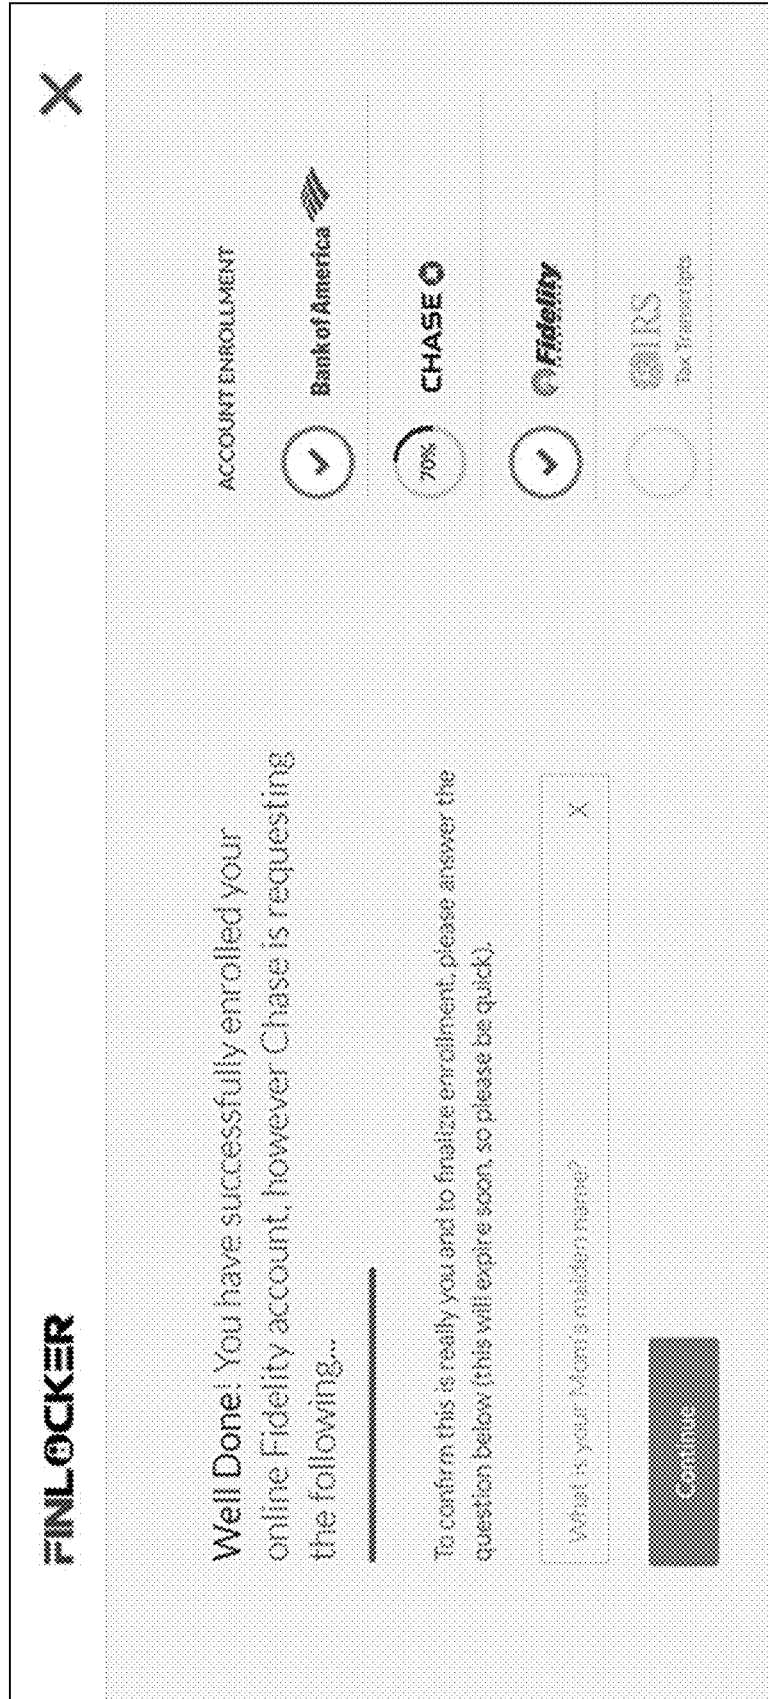 FINLOCKER
X
Well Done! You have successfully enrolled your
online Fidelity account, however Chase is requesting
the following...
To confirm this is really you and to finalize enrollment, please answer the
question below (this will expire soon, so please be quick).
What is your Mom's maiden name?
X
Continue
ACCOUNT ENROLLMENT
Bank of America
70%
CHASE
Fidelity
IRS
Tax Transcripts